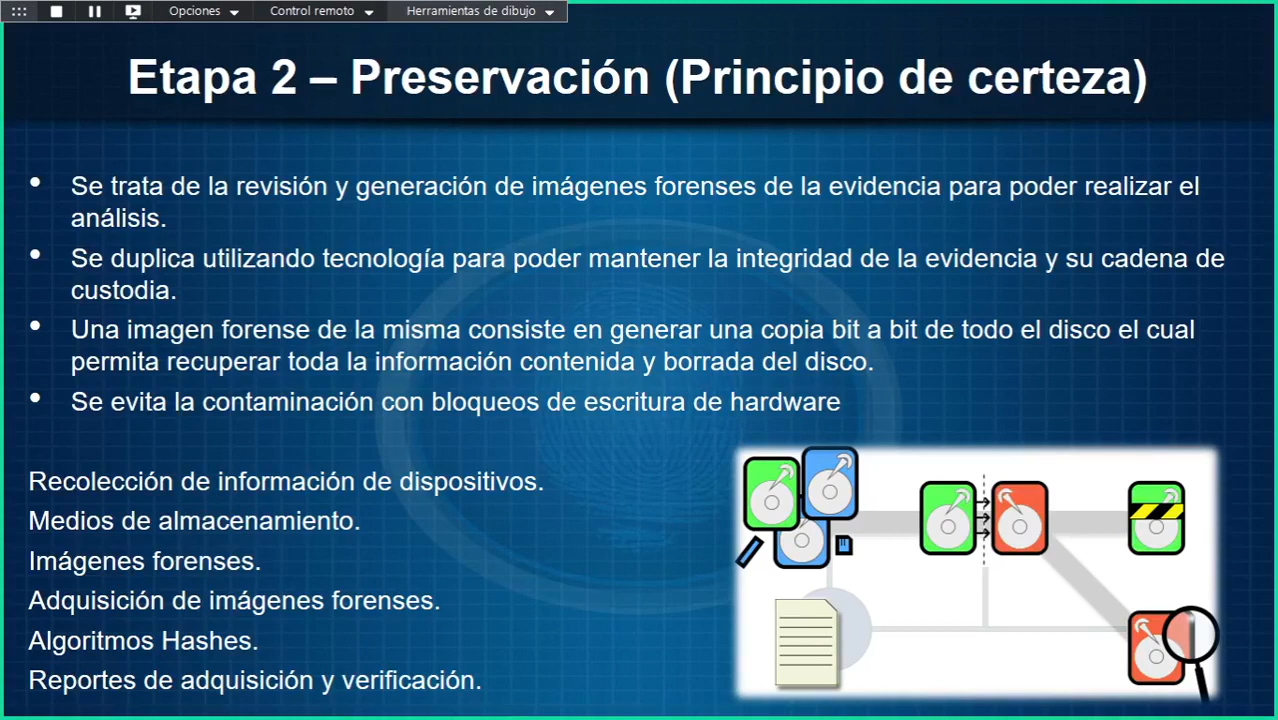 Opciones
Control remoto
Herramientas de dibujo
Etapa 2 – Preservación (Principio de certeza)
• Se trata de la revisión y generación de imágenes forenses de la evidencia para poder realizar el
análisis.
• Se duplica utilizando tecnología para poder mantener la integridad de la evidencia y su cadena de
custodia.
• Una imagen forense de la misma consiste en generar una copia bit a bit de todo el disco el cual
permita recuperar toda la información contenida y borrada del disco.
• Se evita la contaminación con bloqueos de escritura de hardware
Recolección de información de dispositivos.
Medios de almacenamiento.
Imágenes forenses.
Adquisición de imágenes forenses.
Algoritmos Hashes.
Reportes de adquisición y verificación.